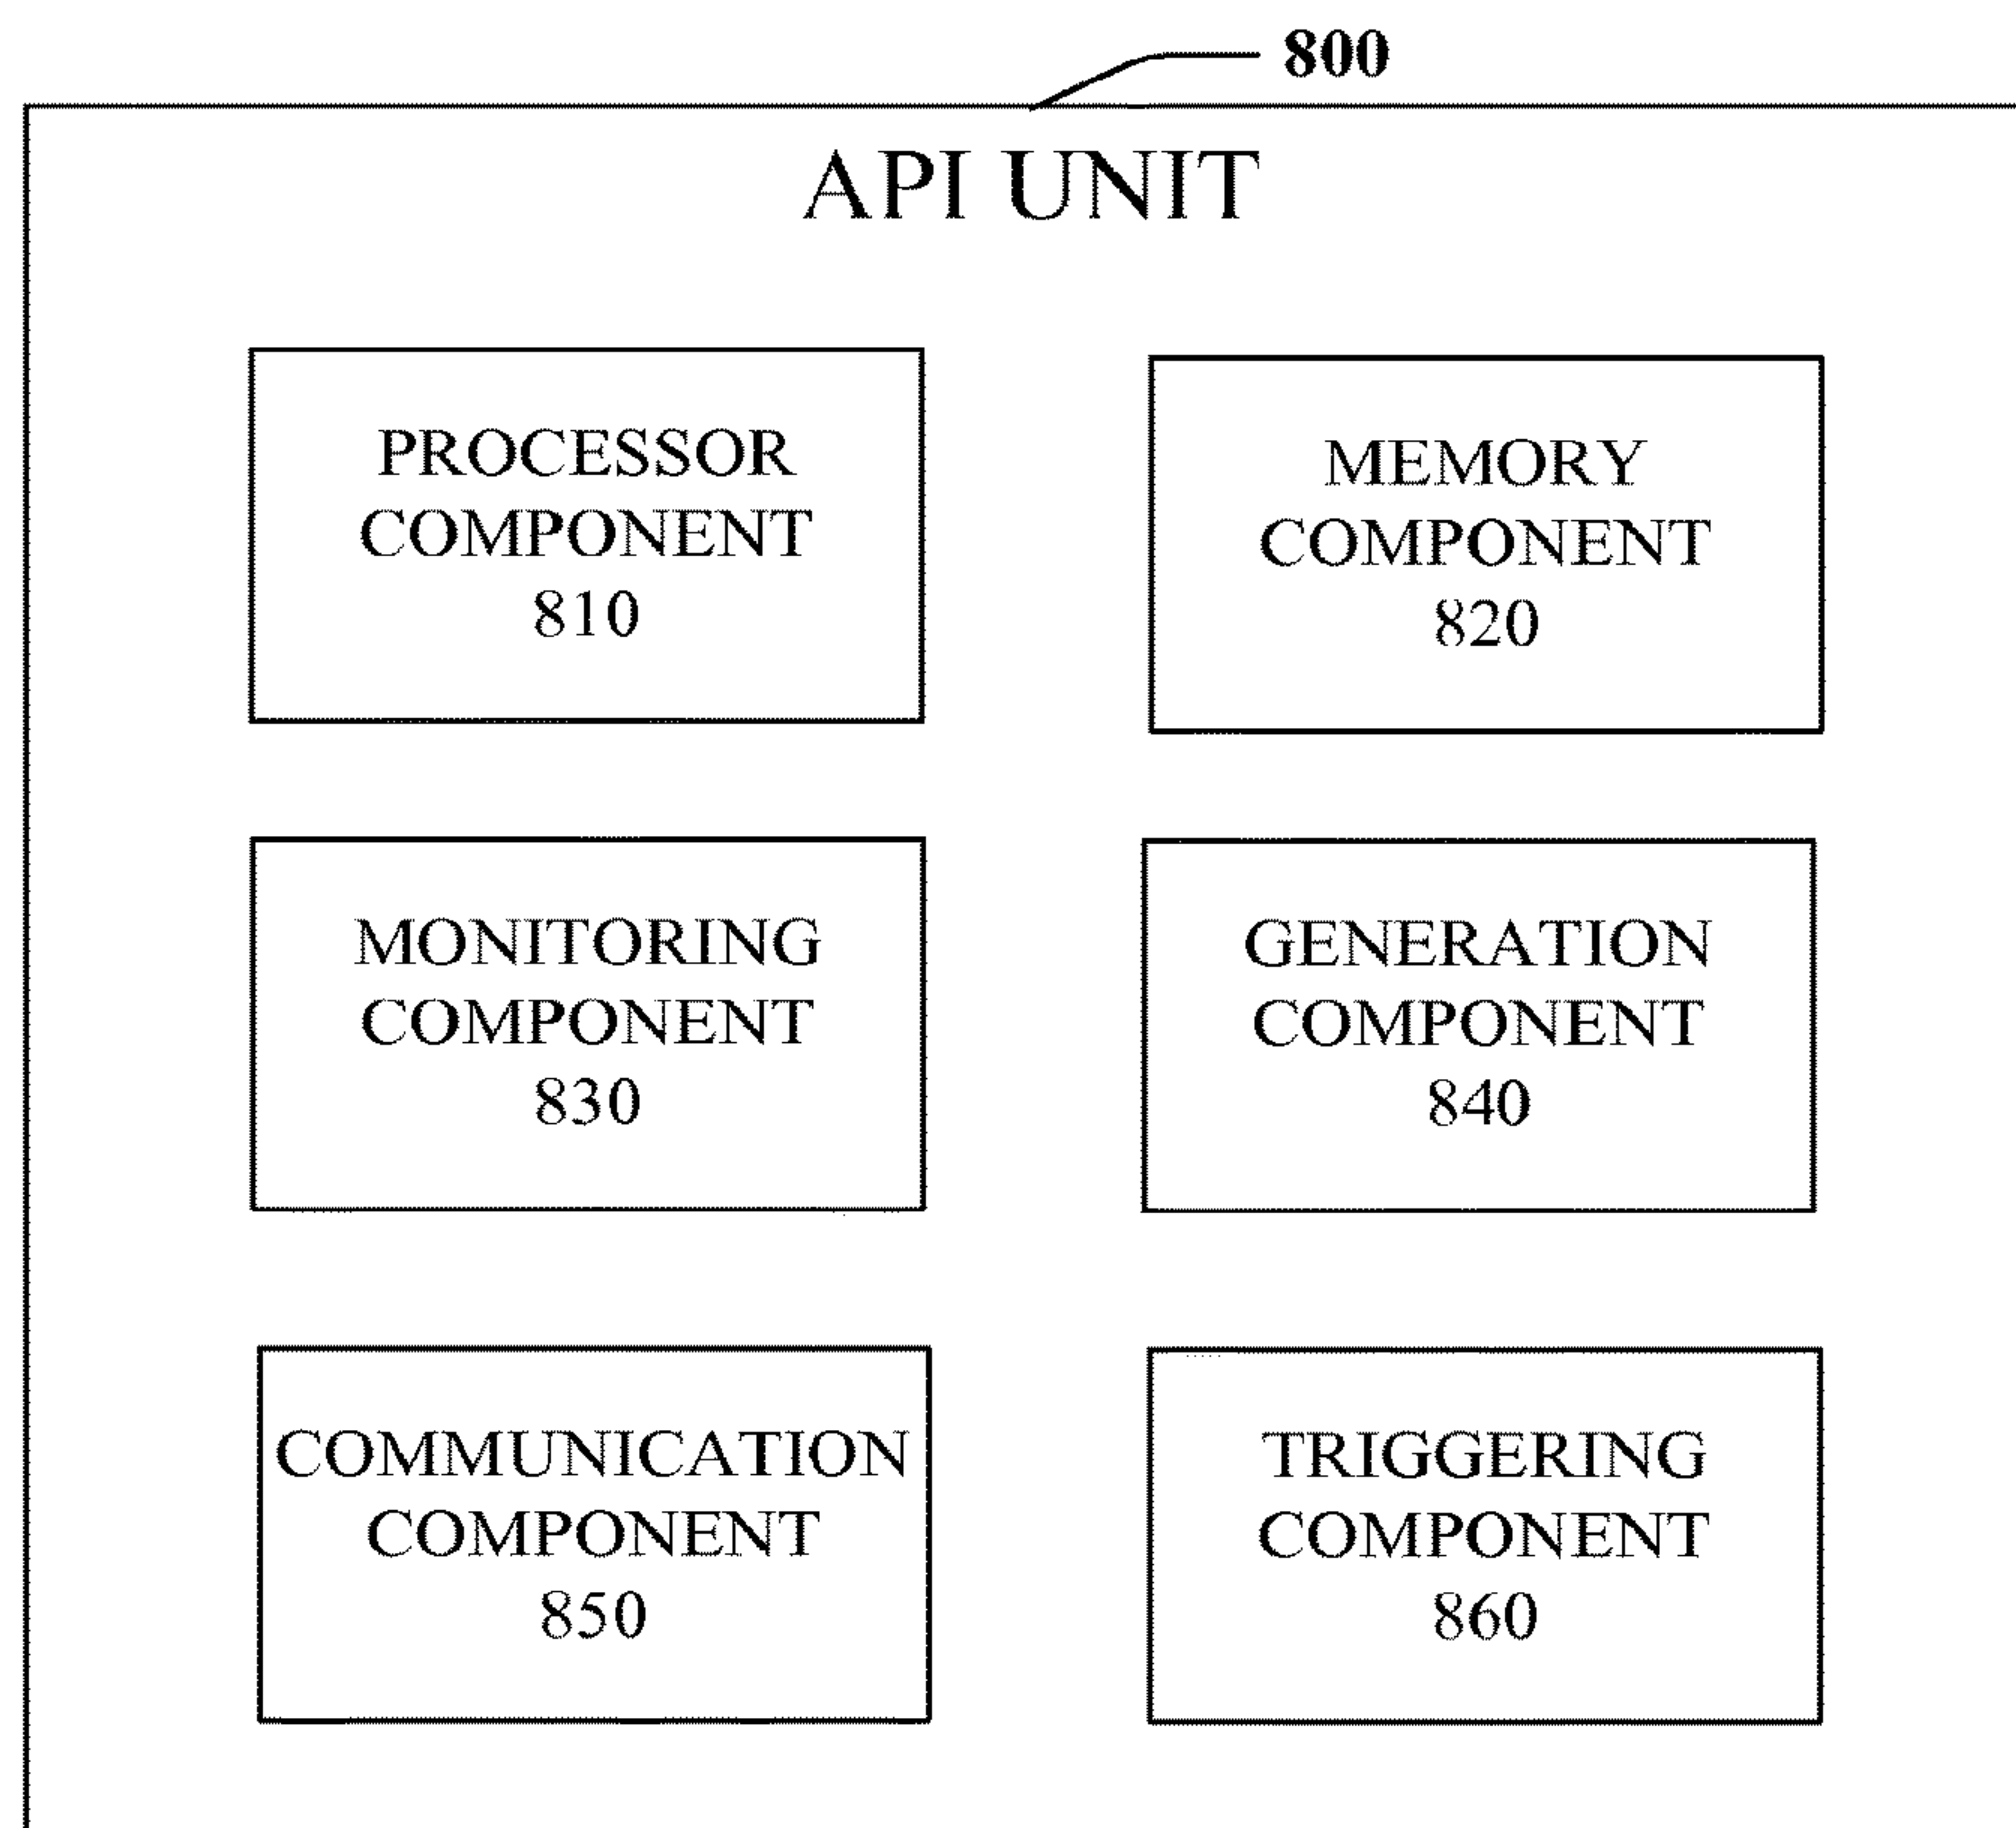 800
API UNIT
PROCESSOR
COMPONENT
810
MEMORY
COMPONENT
820
MONITORING
COMPONENT
830
GENERATION
COMPONENT
840
COMMUNICATION
COMPONENT
850
TRIGGERING
COMPONENT
860